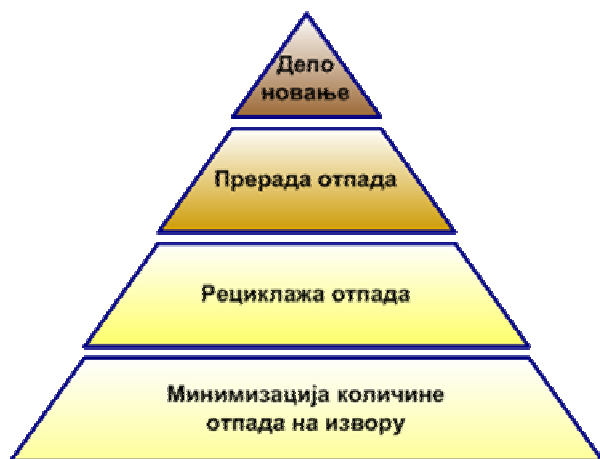 Депо
новање
Прерада отпада
Рециклажа отпада
Минимизација количине
отпада на извору